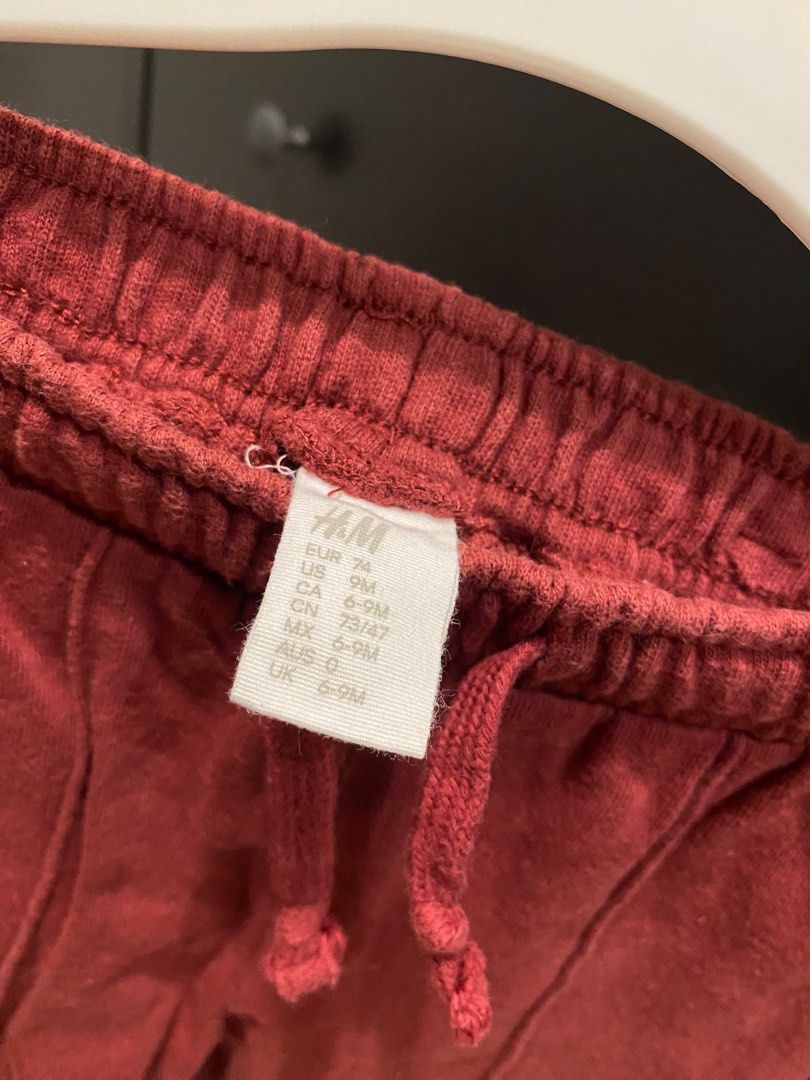 H&M
EUR 74
US 9M
CA 6-9M
CN 73/47
MX 6-9M
AUS 0
UK 6-9M